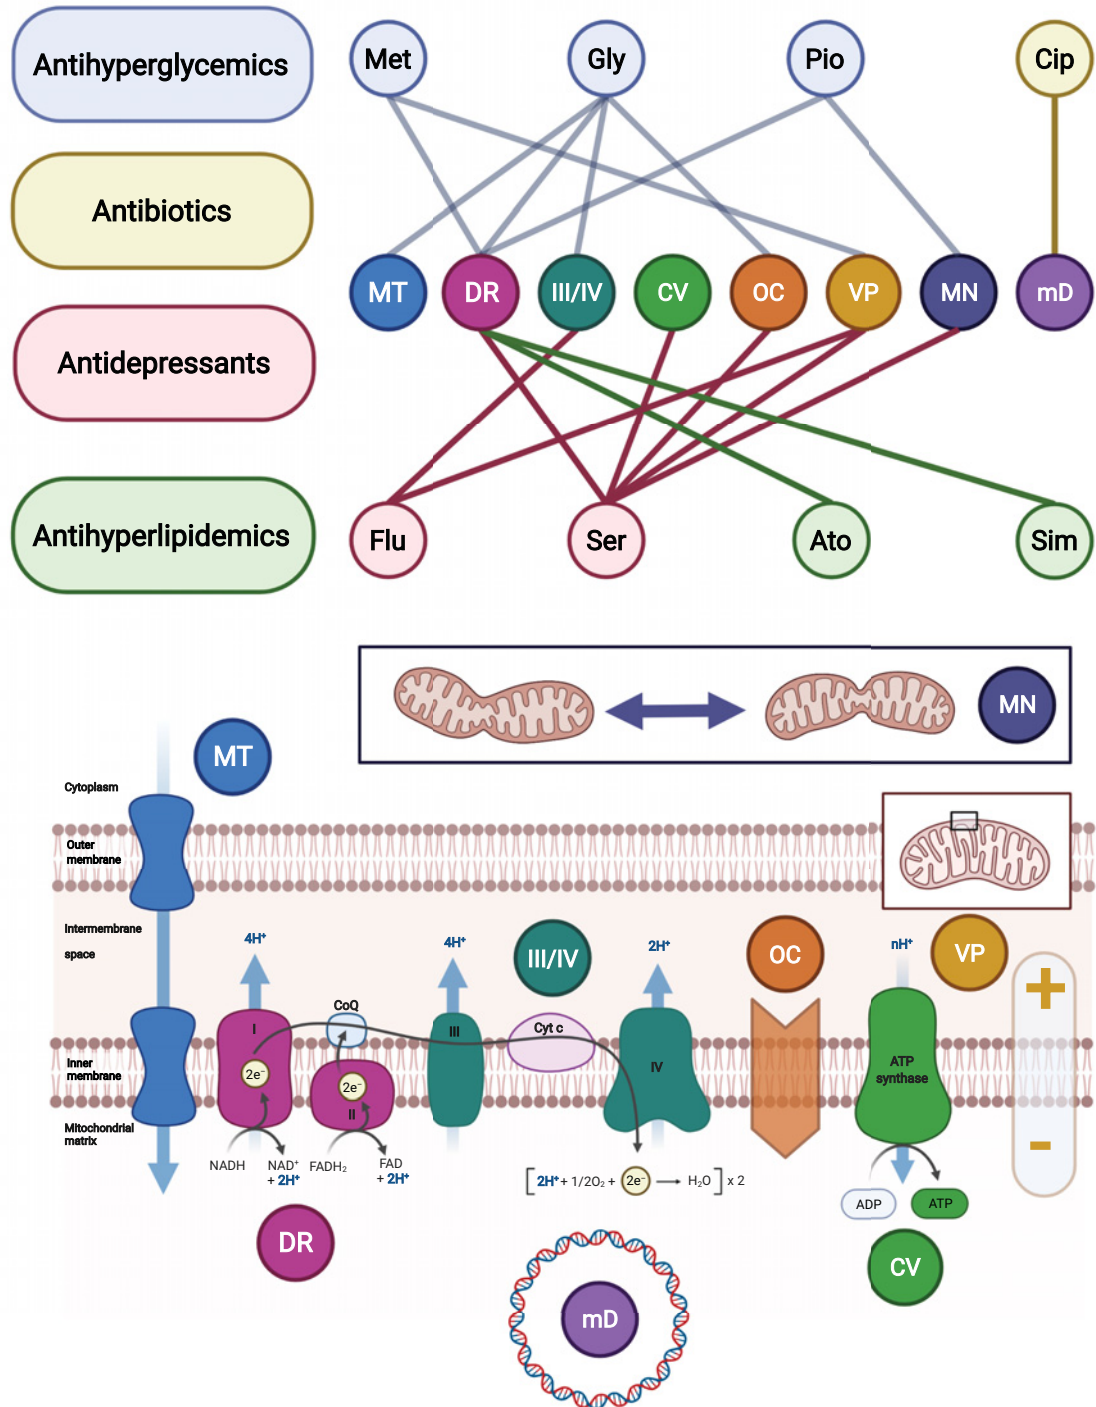 Antihyperglycemics
Met
Gly
Pio
Cip
Antibiotics
MT
DR
III/IV
CV
OC
VP
MN
mD
Antidepressants
Antihyperlipidemics
Flu
Ser
Ato
Sim
MN
MT
Cytoplasm
Outer
membrane
Intermembrane
space
4H⁺
4H⁺
III/IV
2H⁺
OC
nH⁺
VP
+
CoQ
I
III
Cyt c
Inner
membrane
2e⁻
2e⁻
II
IV
ATP
synthase
Mitochondrial
matrix
-
NADH
NAD⁺
+ 2H⁺
FADH₂
FAD
+ 2H⁺
[2H⁺ + 1/2O₂ + 2e⁻ → H₂O] x 2
ADP
ATP
DR
CV
mD